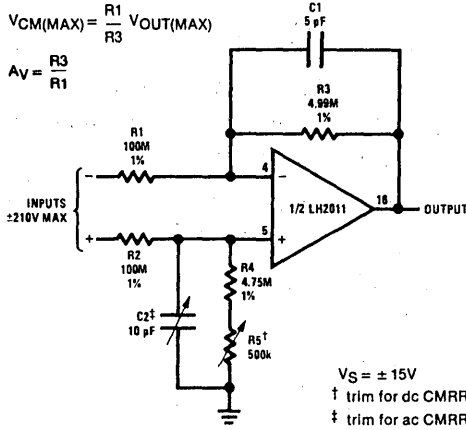 VCM(MAX) = R1/R3 VOUT(MAX)
AV = R3/R1
C1
5 pF
R3
4.99M
1%
R1
100M
1%
4
−
1/2 LH2011
16
OUTPUT
INPUTS
±210V MAX
−
+
5
+
R2
100M
1%
R4
4.75M
1%
C2‡
10 pF
R5†
500k
VS = ± 15V
† trim for dc CMRR
‡ trim for ac CMRR